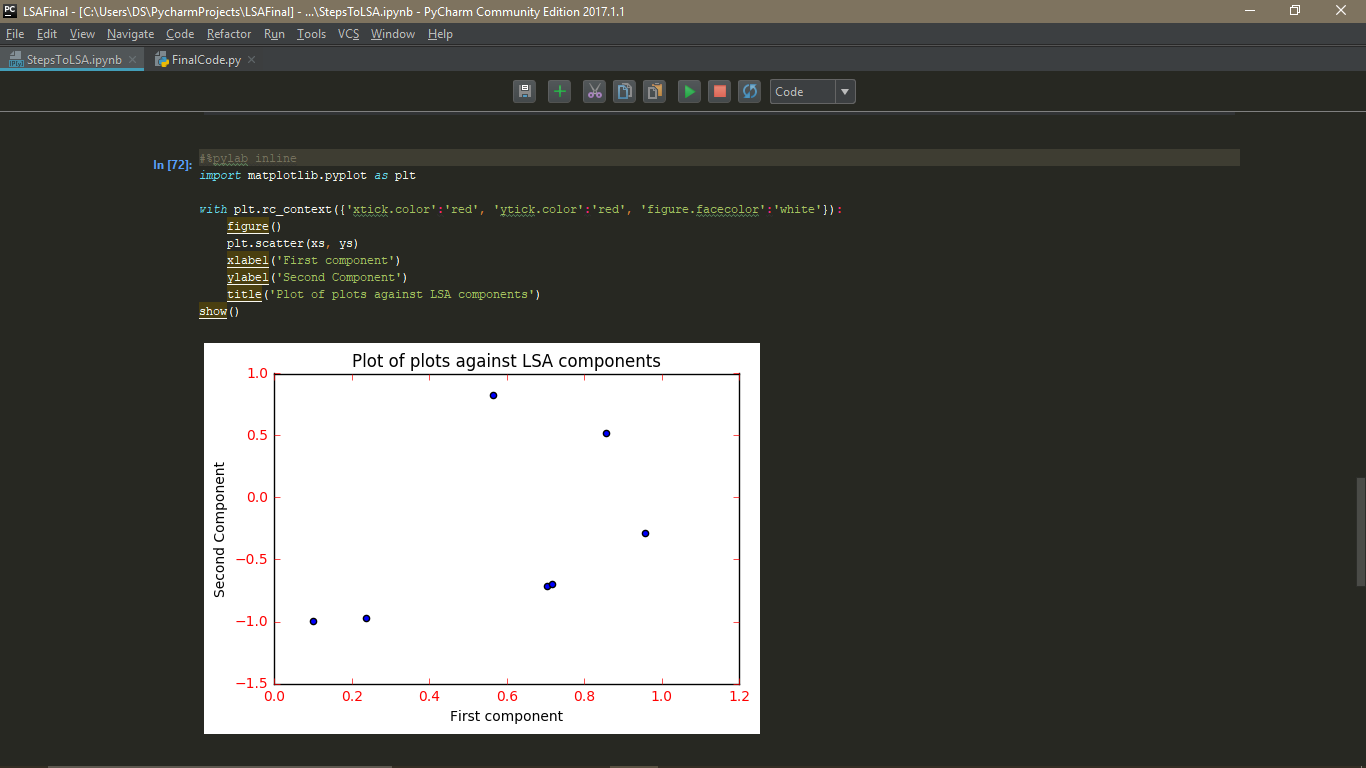 LSAFinal - [C:\Users\DS\PycharmProjects\LSAFinal] - ...\StepsToLSA.ipynb - PyCharm Community Edition 2017.1.1
File Edit View Navigate Code Refactor Run Tools VCS Window Help
StepsToLSA.ipynb FinalCode.py
Code
In [72]:
#%pylab inline
import matplotlib.pyplot as plt
with plt.rc_context({'xtick.color':'red', 'ytick.color':'red', 'figure.facecolor':'white'}):
figure()
plt.scatter(xs, ys)
xlabel('First component')
ylabel('Second Component')
title('Plot of plots against LSA components')
show()
Plot of plots against LSA components
1.0
0.5
0.0
−0.5
−1.0
−1.5
Second Component
0.0 0.2 0.4 0.6 0.8 1.0 1.2
First component